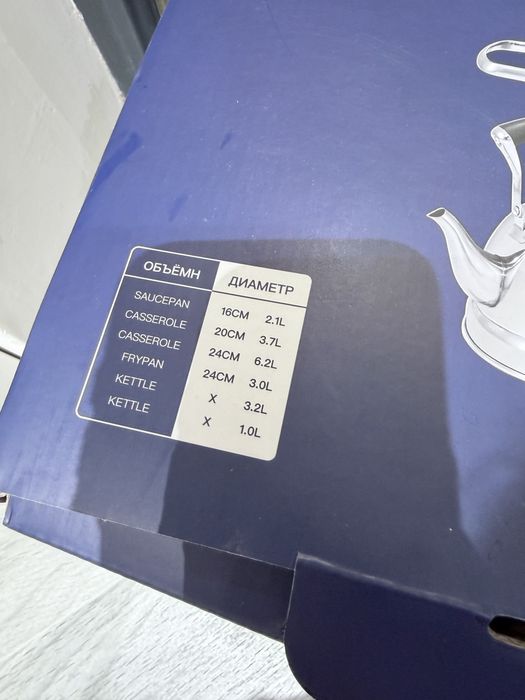 ОБЪЁМН ДИАМЕТР
SAUCEPAN 16CM 2.1L
CASSEROLE 20CM 3.7L
CASSEROLE 24CM 6.2L
FRYPAN 24CM 3.0L
KETTLE X 3.2L
KETTLE X 1.0L